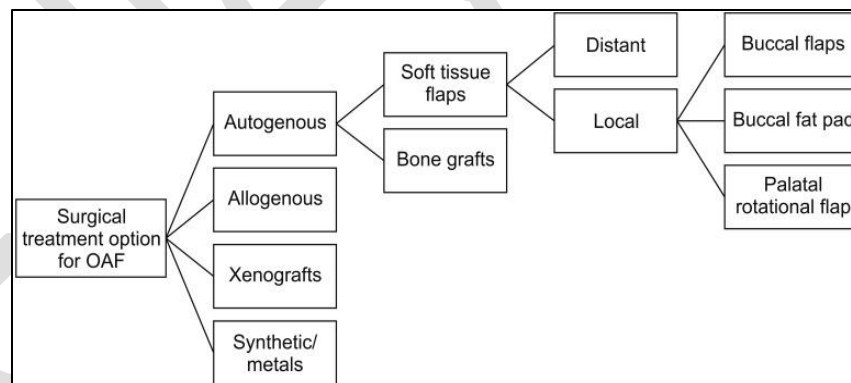 Surgical
treatment option
for OAF
Autogenous
Allogenous
Xenografts
Synthetic/
metals
Soft tissue
flaps
Bone grafts
Distant
Local
Buccal flaps
Buccal fat pad
Palatal
rotational flap